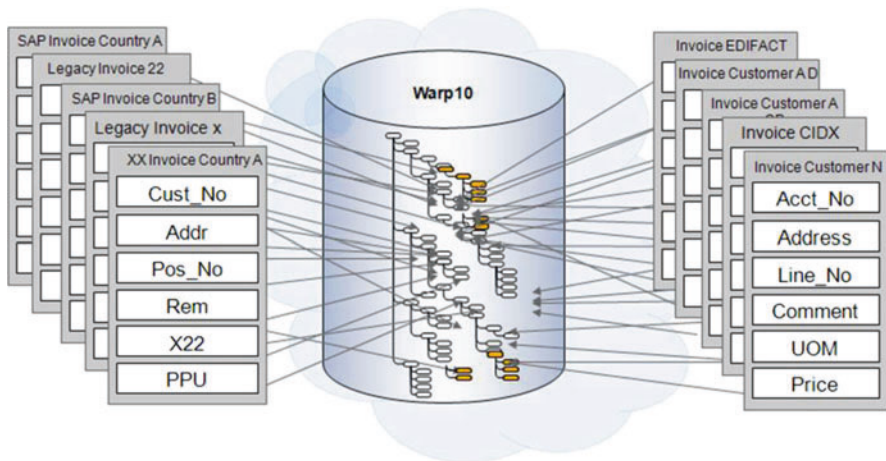 SAP Invoice Country A
Legacy Invoice 22
SAP Invoice Country B
Legacy Invoice x
XX Invoice Country A
Cust_No
Addr
Pos_No
Rem
X22
PPU
Warp10
Invoice EDIFACT
Invoice Customer A D
Invoice Customer A
Invoice CIDX
Invoice Customer N
Acct_No
Address
Line_No
Comment
UOM
Price